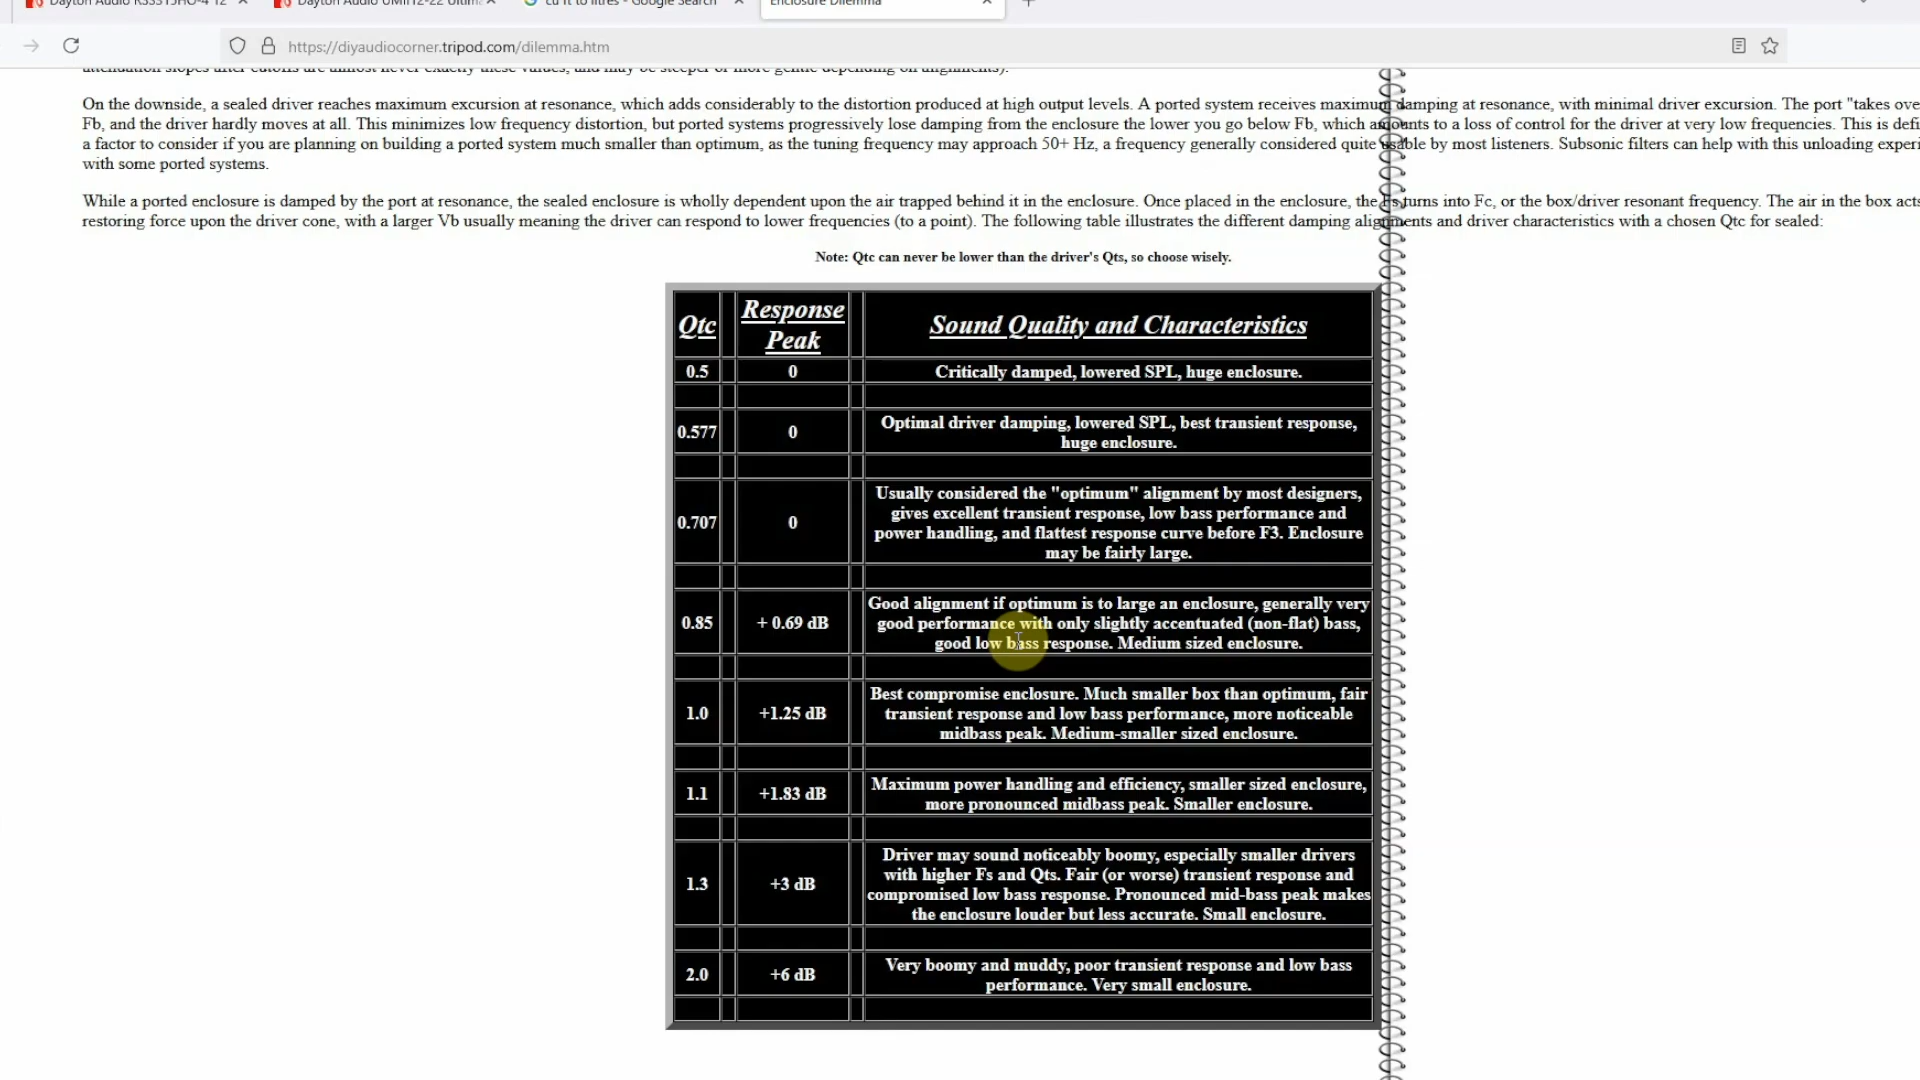 Dayton Audio RSS315HO-4 12
Dayton Audio UMII12-22 Ultim
cu ft to litres - Google Search
Enclosure Dilemma
https://diyaudiocorner.tripod.com/dilemma.htm
attenuation slopes after cutoffs are almost never exactly these values, and may be steeper or more gentle depending on alignments).
On the downside, a sealed driver reaches maximum excursion at resonance, which adds considerably to the distortion produced at high output levels. A ported system receives maximum damping at resonance, with minimal driver excursion. The port "takes ove
Fb, and the driver hardly moves at all. This minimizes low frequency distortion, but ported systems progressively lose damping from the enclosure the lower you go below Fb, which amounts to a loss of control for the driver at very low frequencies. This is defi
a factor to consider if you are planning on building a ported system much smaller than optimum, as the tuning frequency may approach 50+ Hz, a frequency generally considered quite usable by most listeners. Subsonic filters can help with this unloading experi
with some ported systems.
While a ported enclosure is damped by the port at resonance, the sealed enclosure is wholly dependent upon the air trapped behind it in the enclosure. Once placed in the enclosure, the Fs turns into Fc, or the box/driver resonant frequency. The air in the box acts
restoring force upon the driver cone, with a larger Vb usually meaning the driver can respond to lower frequencies (to a point). The following table illustrates the different damping alignments and driver characteristics with a chosen Qtc for sealed:
Note: Qtc can never be lower than the driver's Qts, so choose wisely.
Qtc
Response
Peak
Sound Quality and Characteristics
0.5
0
Critically damped, lowered SPL, huge enclosure.
0.577
0
Optimal driver damping, lowered SPL, best transient response,
huge enclosure.
0.707
0
Usually considered the "optimum" alignment by most designers,
gives excellent transient response, low bass performance and
power handling, and flattest response curve before F3. Enclosure
may be fairly large.
0.85
+ 0.69 dB
Good alignment if optimum is to large an enclosure, generally very
good performance with only slightly accentuated (non-flat) bass,
good low bass response. Medium sized enclosure.
1.0
+1.25 dB
Best compromise enclosure. Much smaller box than optimum, fair
transient response and low bass performance, more noticeable
midbass peak. Medium-smaller sized enclosure.
1.1
+1.83 dB
Maximum power handling and efficiency, smaller sized enclosure,
more pronounced midbass peak. Smaller enclosure.
1.3
+3 dB
Driver may sound noticeably boomy, especially smaller drivers
with higher Fs and Qts. Fair (or worse) transient response and
compromised low bass response. Pronounced mid-bass peak makes
the enclosure louder but less accurate. Small enclosure.
2.0
+6 dB
Very boomy and muddy, poor transient response and low bass
performance. Very small enclosure.